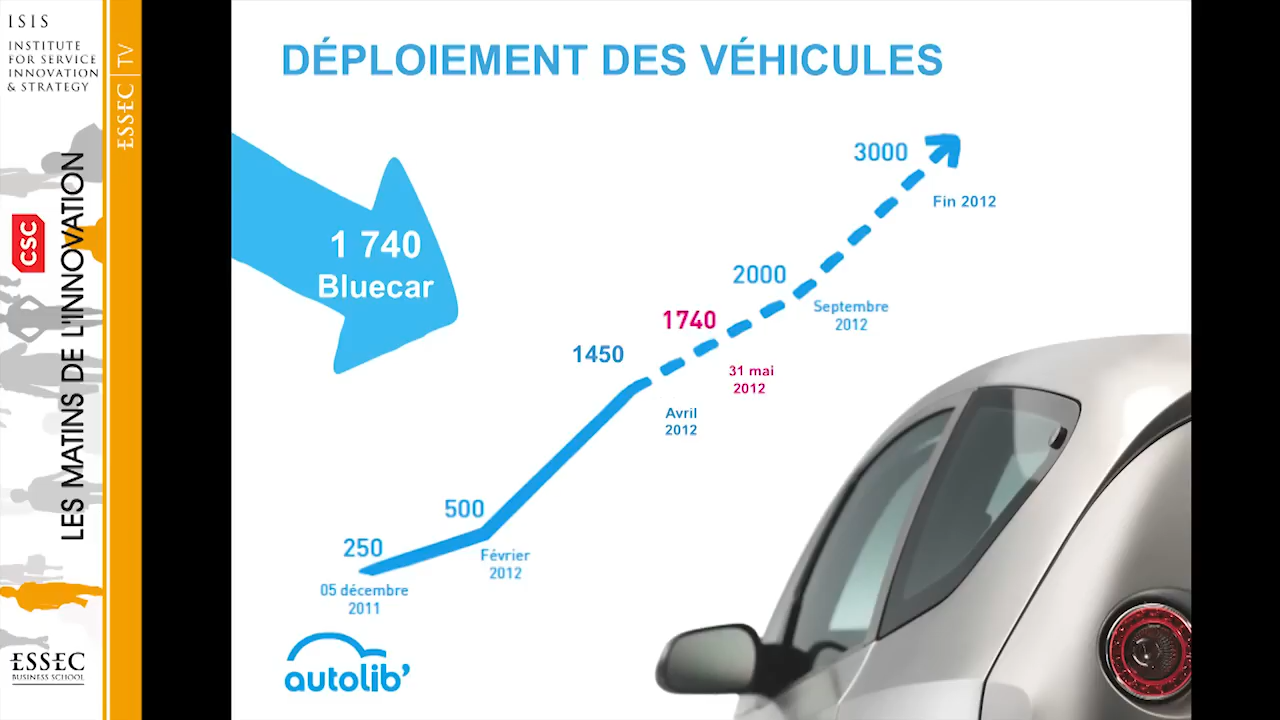 ISIS
INSTITUTE
FOR SERVICE
INNOVATION
& STRATEGY
ESSEC | TV
LES MATINS DE L'INNOVATION
CSC
ESSEC
BUSINESS SCHOOL
DÉPLOIEMENT DES VÉHICULES
1 740
Bluecar
3000
Fin 2012
2000
Septembre
2012
1740
31 mai
2012
1450
Avril
2012
500
Février
2012
250
05 décembre
2011
autolib'